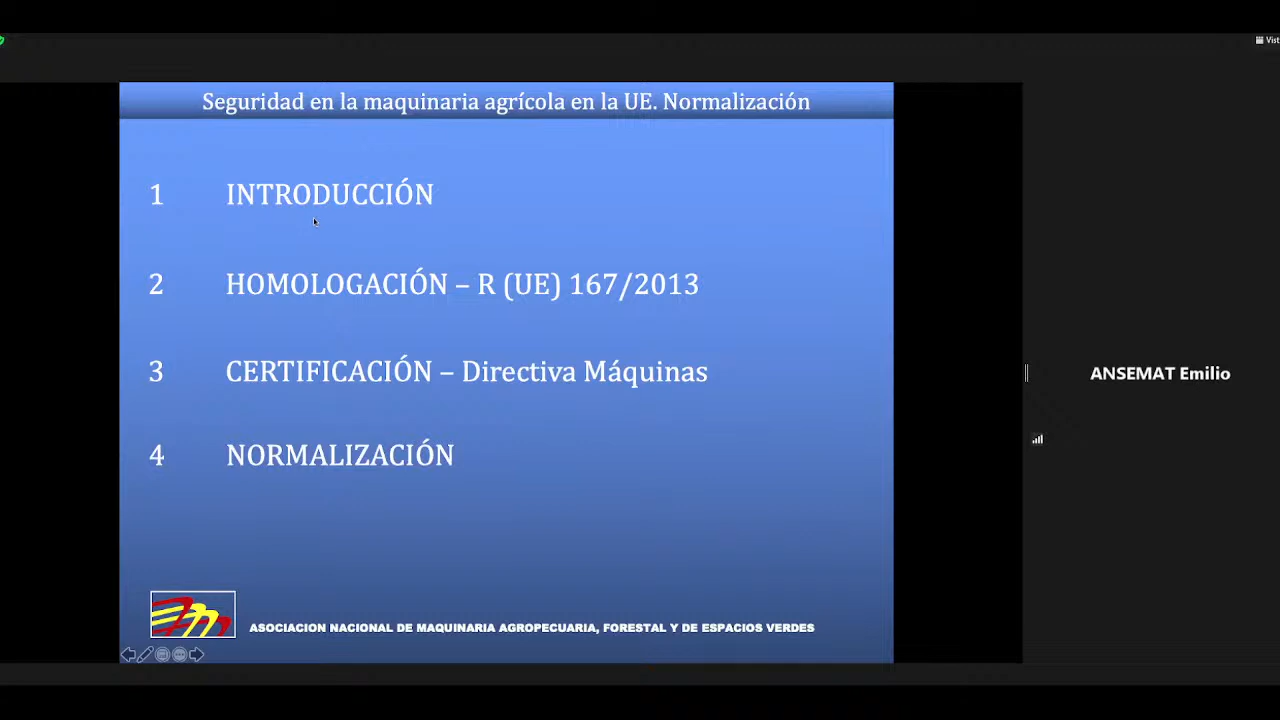 Vist
Seguridad en la maquinaria agrícola en la UE. Normalización
1 INTRODUCCIÓN
2 HOMOLOGACIÓN – R (UE) 167/2013
3 CERTIFICACIÓN – Directiva Máquinas
4 NORMALIZACIÓN
ANSEMAT Emilio
ASOCIACION NACIONAL DE MAQUINARIA AGROPECUARIA, FORESTAL Y DE ESPACIOS VERDES